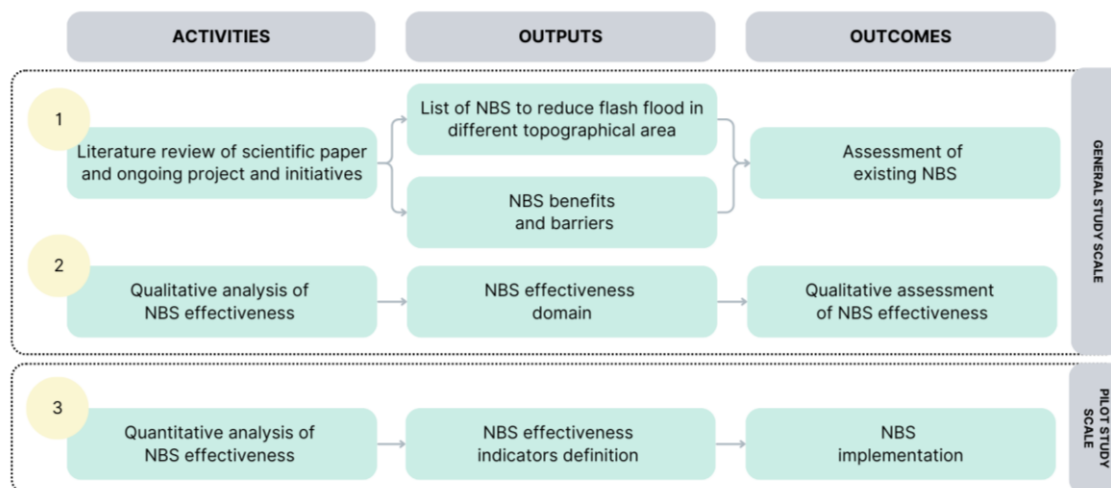 ACTIVITIES
OUTPUTS
OUTCOMES
1
Literature review of scientific paper
and ongoing project and initiatives
List of NBS to reduce flash flood in
different topographical area
NBS benefits
and barriers
Assessment of
existing NBS
2
Qualitative analysis of
NBS effectiveness
NBS effectiveness
domain
Qualitative assessment
of NBS effectiveness
GENERAL STUDY SCALE
3
Quantitative analysis of
NBS effectiveness
NBS effectiveness
indicators definition
NBS
implementation
PILOT STUDY
SCALE